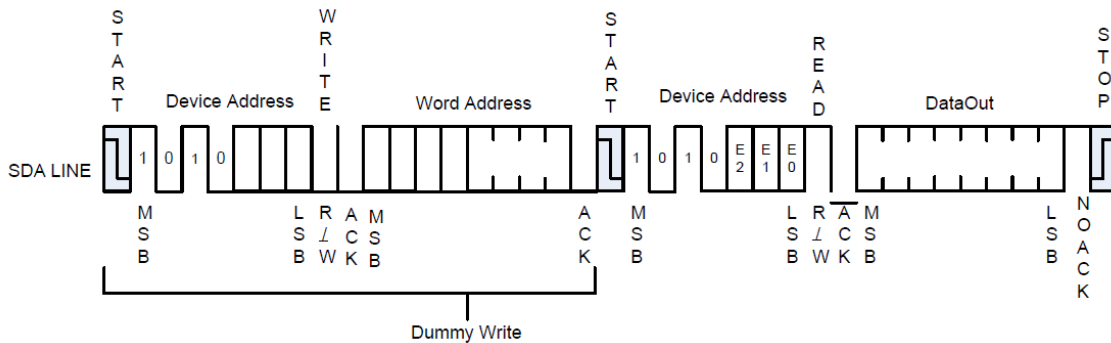 START
WRITE
START
READ
STOP
Device Address
Word Address
Device Address
DataOut
SDA LINE
1 0 1 0
1 0 1 0 E2 E1 E0
MSB
LSB
R/W
ACK
MSB
ACK
MSB
LSB
R/W
ACK
MSB
LSB
NOACK
Dummy Write